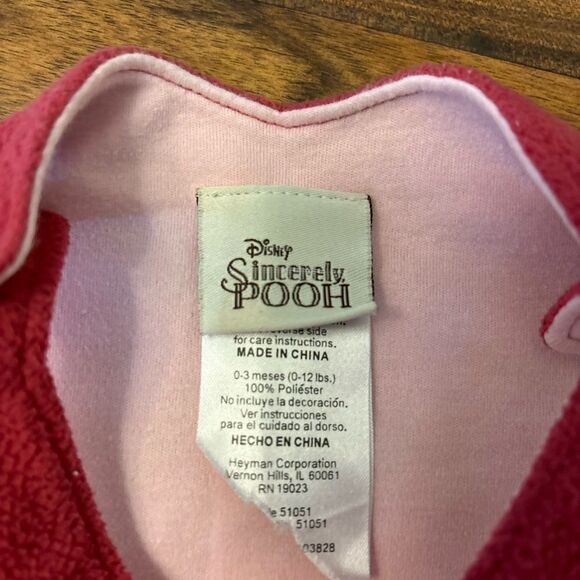 Disney
Sincerely,
POOH
reverse side
for care instructions.
MADE IN CHINA
0-3 meses (0-12 lbs.)
100% Poliéster
No incluye la decoración.
Ver instrucciones
para el cuidado al dorso.
HECHO EN CHINA
Heyman Corporation
Vernon Hills, IL 60061
RN 19023
51051
51051
03828